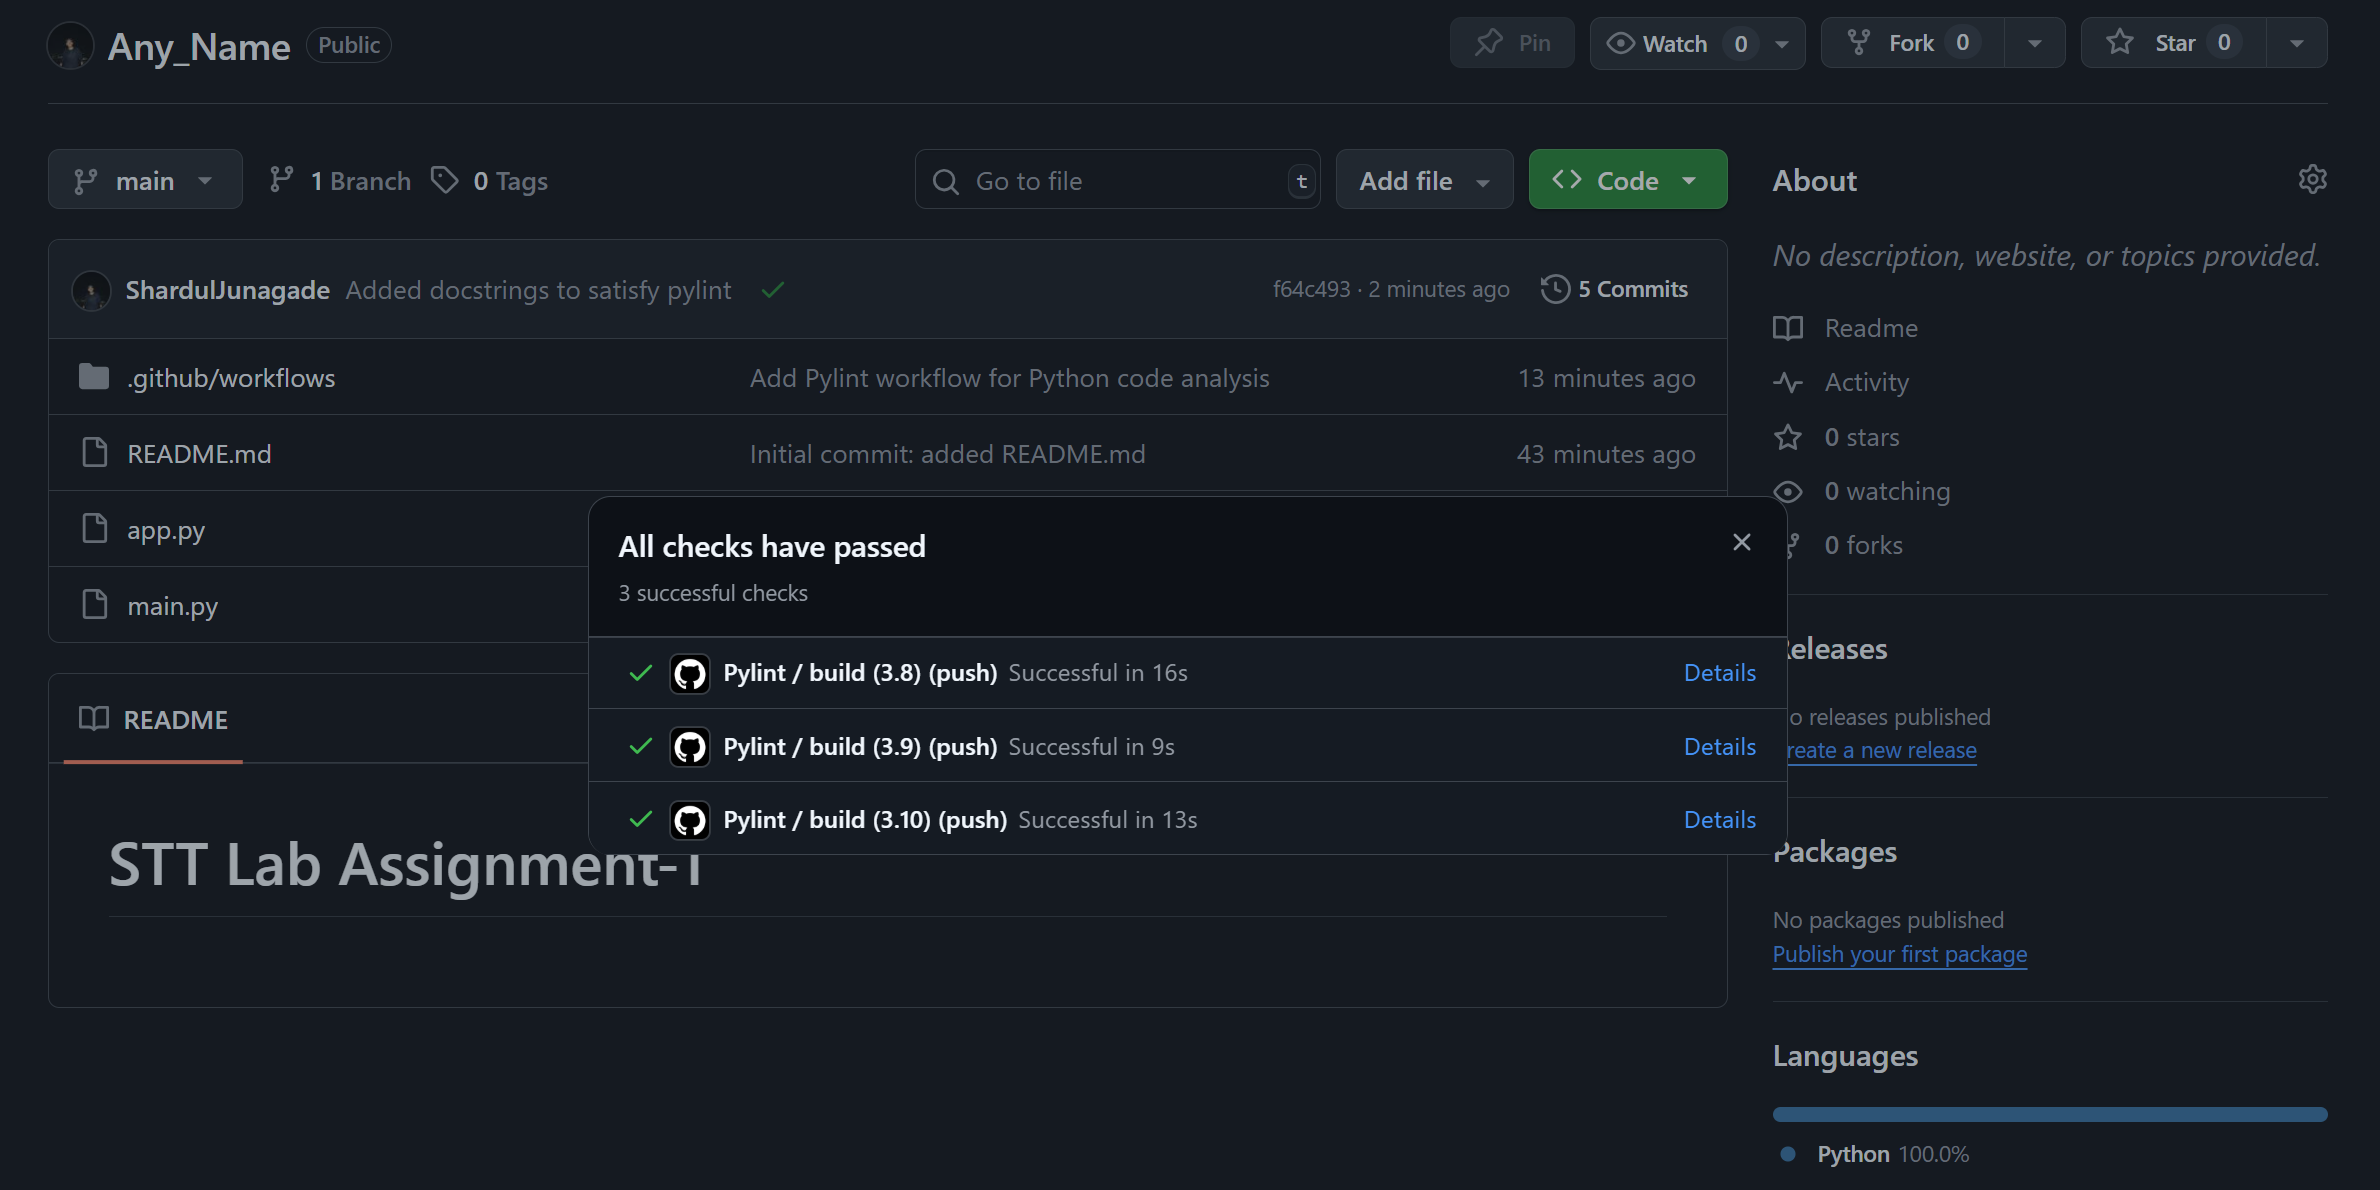 Any_Name Public Pin Watch 0 Fork 0 Star 0
main 1 Branch 0 Tags Go to file t Add file Code
ShardulJunagade Added docstrings to satisfy pylint f64c493 · 2 minutes ago 5 Commits
.github/workflows Add Pylint workflow for Python code analysis 13 minutes ago
README.md Initial commit: added README.md 43 minutes ago
app.py
main.py
All checks have passed
3 successful checks
Pylint / build (3.8) (push) Successful in 16s Details
Pylint / build (3.9) (push) Successful in 9s Details
Pylint / build (3.10) (push) Successful in 13s Details
README
STT Lab Assignment-1
About
No description, website, or topics provided.
Readme
Activity
0 stars
0 watching
0 forks
Releases
o releases published
reate a new release
Packages
No packages published
Publish your first package
Languages
Python 100.0%